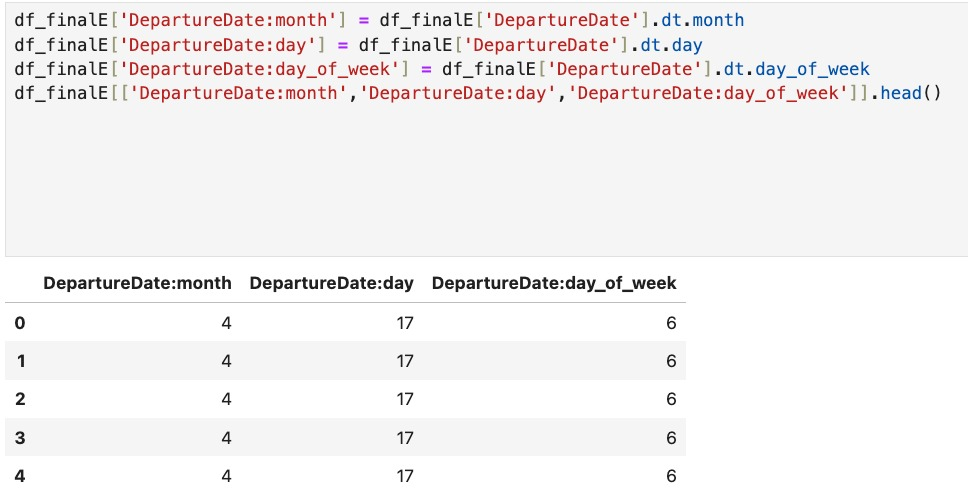 df_finalE['DepartureDate:month'] = df_finalE['DepartureDate'].dt.month
df_finalE['DepartureDate:day'] = df_finalE['DepartureDate'].dt.day
df_finalE['DepartureDate:day_of_week'] = df_finalE['DepartureDate'].dt.day_of_week
df_finalE[['DepartureDate:month','DepartureDate:day','DepartureDate:day_of_week']].head()
DepartureDate:month DepartureDate:day DepartureDate:day_of_week
0 4 17 6
1 4 17 6
2 4 17 6
3 4 17 6
4 4 17 6